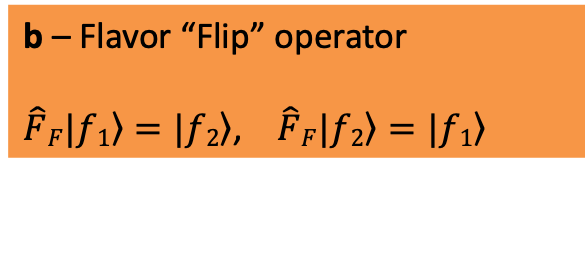 b – Flavor “Flip” operator
F̂_F|f₁⟩ = |f₂⟩, F̂_F|f₂⟩ = |f₁⟩